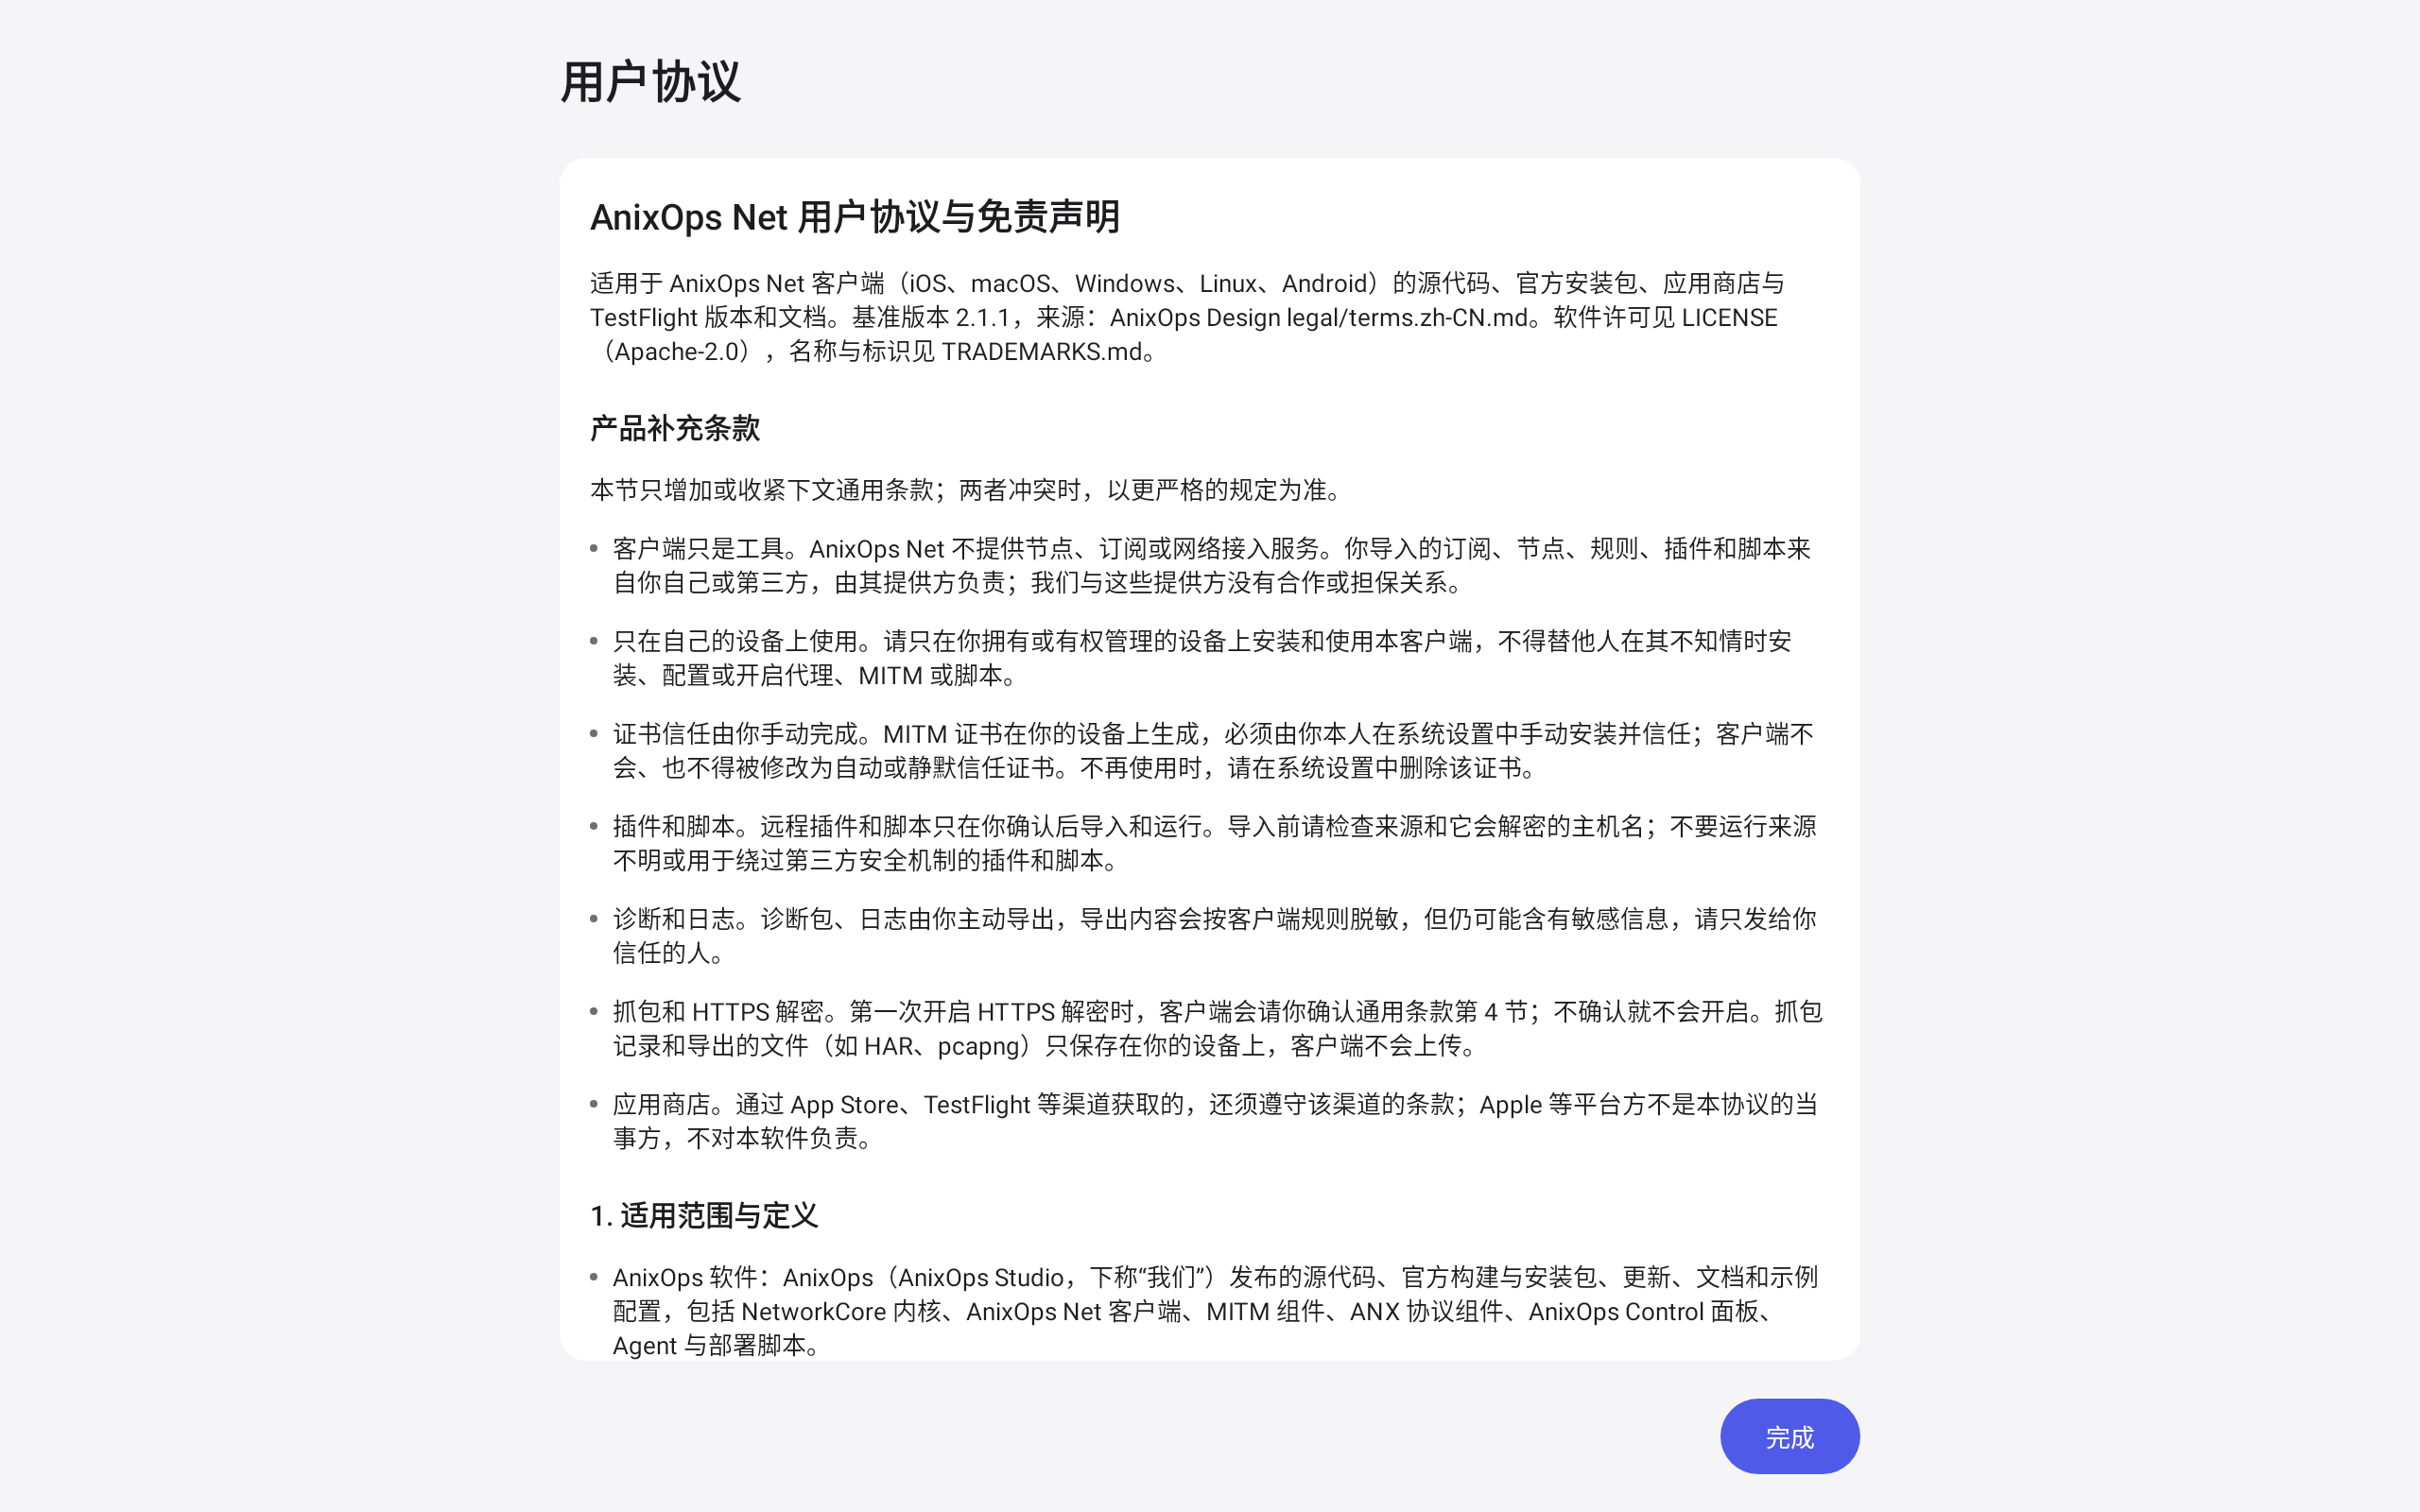 用户协议
AnixOps Net 用户协议与免责声明
适用于 AnixOps Net 客户端（iOS、macOS、Windows、Linux、Android）的源代码、官方安装包、应用商店与
TestFlight 版本和文档。基准版本 2.1.1，来源：AnixOps Design legal/terms.zh-CN.md。软件许可见 LICENSE
（Apache-2.0），名称与标识见 TRADEMARKS.md。
产品补充条款
本节只增加或收紧下文通用条款；两者冲突时，以更严格的规定为准。
• 客户端只是工具。AnixOps Net 不提供节点、订阅或网络接入服务。你导入的订阅、节点、规则、插件和脚本来
自你自己或第三方，由其提供方负责；我们与这些提供方没有合作或担保关系。
• 只在自己的设备上使用。请只在你拥有或有权管理的设备上安装和使用本客户端，不得替他人在其不知情时安
装、配置或开启代理、MITM 或脚本。
• 证书信任由你手动完成。MITM 证书在你的设备上生成，必须由你本人在系统设置中手动安装并信任；客户端不
会、也不得被修改为自动或静默信任证书。不再使用时，请在系统设置中删除该证书。
• 插件和脚本。远程插件和脚本只在你确认后导入和运行。导入前请检查来源和它会解密的主机名；不要运行来源
不明或用于绕过第三方安全机制的插件和脚本。
• 诊断和日志。诊断包、日志由你主动导出，导出内容会按客户端规则脱敏，但仍可能含有敏感信息，请只发给你
信任的人。
• 抓包和 HTTPS 解密。第一次开启 HTTPS 解密时，客户端会请你确认通用条款第 4 节；不确认就不会开启。抓包
记录和导出的文件（如 HAR、pcapng）只保存在你的设备上，客户端不会上传。
• 应用商店。通过 App Store、TestFlight 等渠道获取的，还须遵守该渠道的条款；Apple 等平台方不是本协议的当
事方，不对本软件负责。
1. 适用范围与定义
• AnixOps 软件：AnixOps（AnixOps Studio，下称“我们”）发布的源代码、官方构建与安装包、更新、文档和示例
配置，包括 NetworkCore 内核、AnixOps Net 客户端、MITM 组件、ANX 协议组件、AnixOps Control 面板、
Agent 与部署脚本。
完成